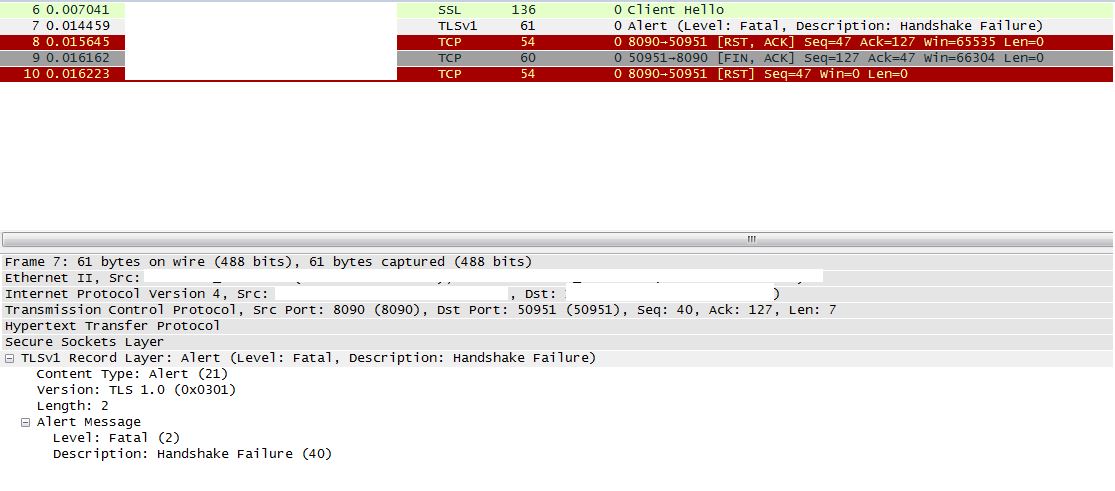 6 0.007041 SSL 136 0 Client Hello
7 0.014459 TLSv1 61 0 Alert (Level: Fatal, Description: Handshake Failure)
8 0.015645 TCP 54 0 8090→50951 [RST, ACK] Seq=47 Ack=127 Win=65535 Len=0
9 0.016162 TCP 60 0 50951→8090 [FIN, ACK] Seq=127 Ack=47 Win=66304 Len=0
10 0.016223 TCP 54 0 8090→50951 [RST] Seq=47 Win=0 Len=0
Frame 7: 61 bytes on wire (488 bits), 61 bytes captured (488 bits)
Ethernet II, Src:
Internet Protocol Version 4, Src: , Dst: )
Transmission Control Protocol, Src Port: 8090 (8090), Dst Port: 50951 (50951), Seq: 40, Ack: 127, Len: 7
Hypertext Transfer Protocol
Secure Sockets Layer
TLSv1 Record Layer: Alert (Level: Fatal, Description: Handshake Failure)
Content Type: Alert (21)
Version: TLS 1.0 (0x0301)
Length: 2
Alert Message
Level: Fatal (2)
Description: Handshake Failure (40)